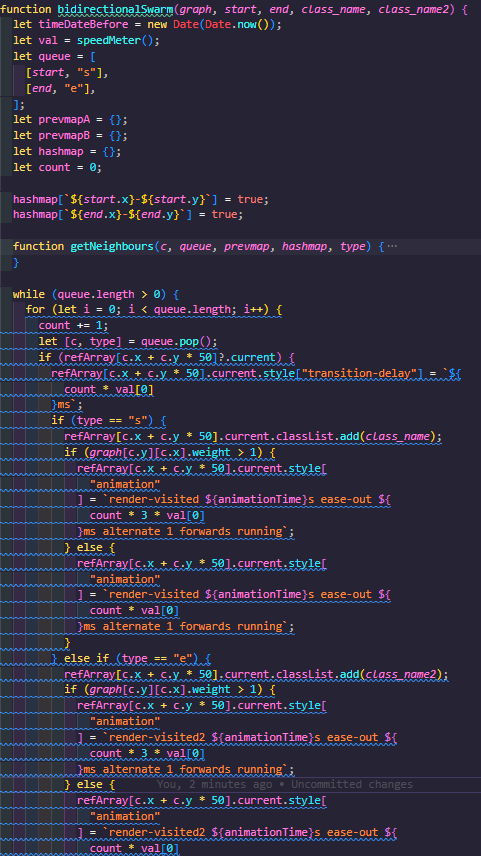 function bidirectionalSwarm(graph, start, end, class_name, class_name2) {
let timeDateBefore = new Date(Date.now());
let val = speedMeter();
let queue = [
[start, "s"],
[end, "e"],
];
let prevmapA = {};
let prevmapB = {};
let hashmap = {};
let count = 0;
hashmap[`${start.x}-${start.y}`] = true;
hashmap[`${end.x}-${end.y}`] = true;
function getNeighbours(c, queue, prevmap, hashmap, type) { ···
}
while (queue.length > 0) {
for (let i = 0; i < queue.length; i++) {
count += 1;
let [c, type] = queue.pop();
if (refArray[c.x + c.y * 50]?.current) {
refArray[c.x + c.y * 50].current.style["transition-delay"] = `${
count * val[0]
}ms`;
if (type == "s") {
refArray[c.x + c.y * 50].current.classList.add(class_name);
if (graph[c.y][c.x].weight > 1) {
refArray[c.x + c.y * 50].current.style[
"animation"
] = `render-visited ${animationTime}s ease-out ${
count * 3 * val[0]
}ms alternate 1 forwards running`;
} else {
refArray[c.x + c.y * 50].current.style[
"animation"
] = `render-visited ${animationTime}s ease-out ${
count * val[0]
}ms alternate 1 forwards running`;
}
} else if (type == "e") {
refArray[c.x + c.y * 50].current.classList.add(class_name2);
if (graph[c.y][c.x].weight > 1) {
refArray[c.x + c.y * 50].current.style[
"animation"
] = `render-visited2 ${animationTime}s ease-out ${
count * 3 * val[0]
}ms alternate 1 forwards running`;
} else { You, 2 minutes ago • Uncommitted changes
refArray[c.x + c.y * 50].current.style[
"animation"
] = `render-visited2 ${animationTime}s ease-out ${
count * val[0]